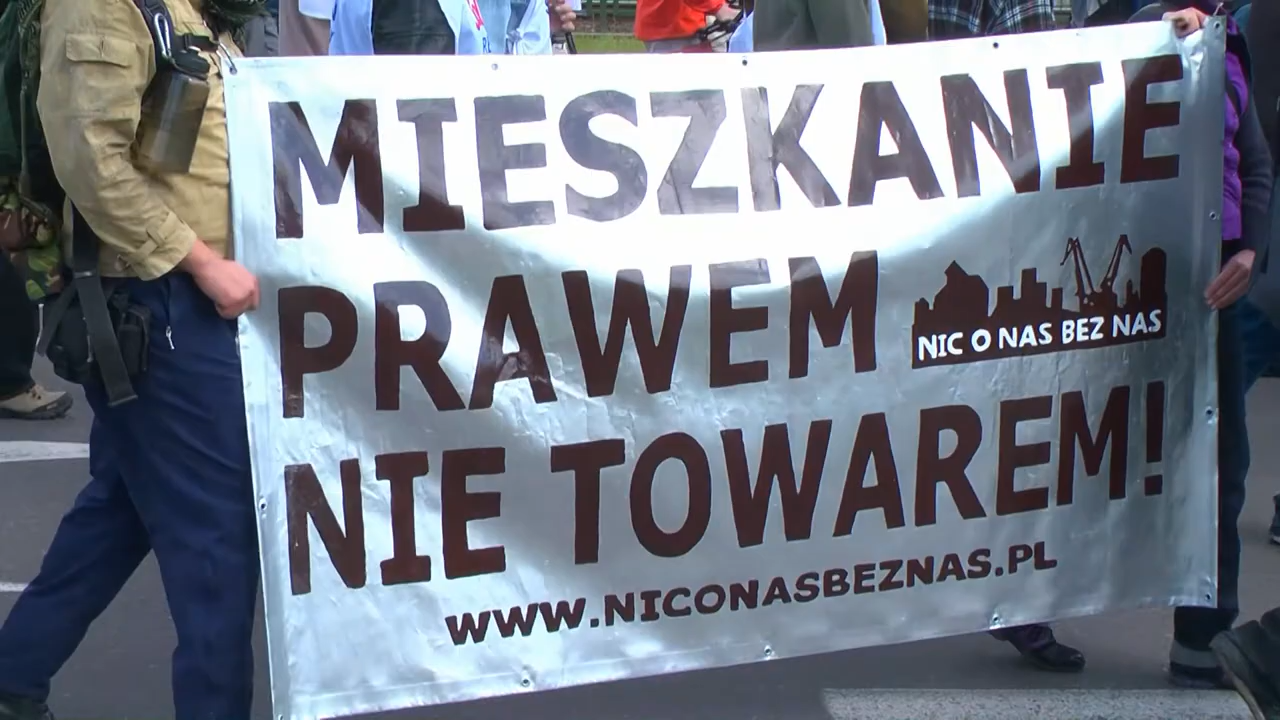 MIESZKANIE
PRAWEM
NIC O NAS BEZ NAS
NIE TOWAREM!
WWW.NICONASBEZNAS.PL